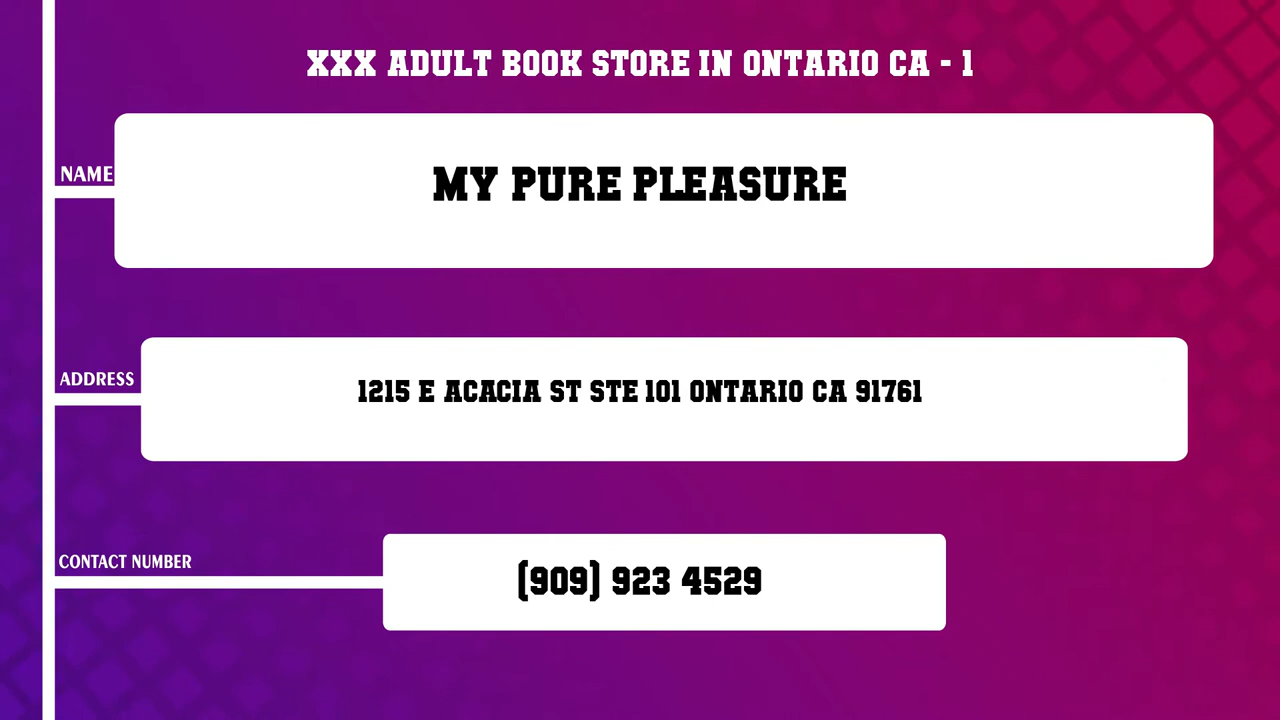 XXX ADULT BOOK STORE IN ONTARIO CA - 1
NAME
MY PURE PLEASURE
ADDRESS
1215 E ACACIA ST STE 101 ONTARIO CA 91761
CONTACT NUMBER
(909) 923 4529